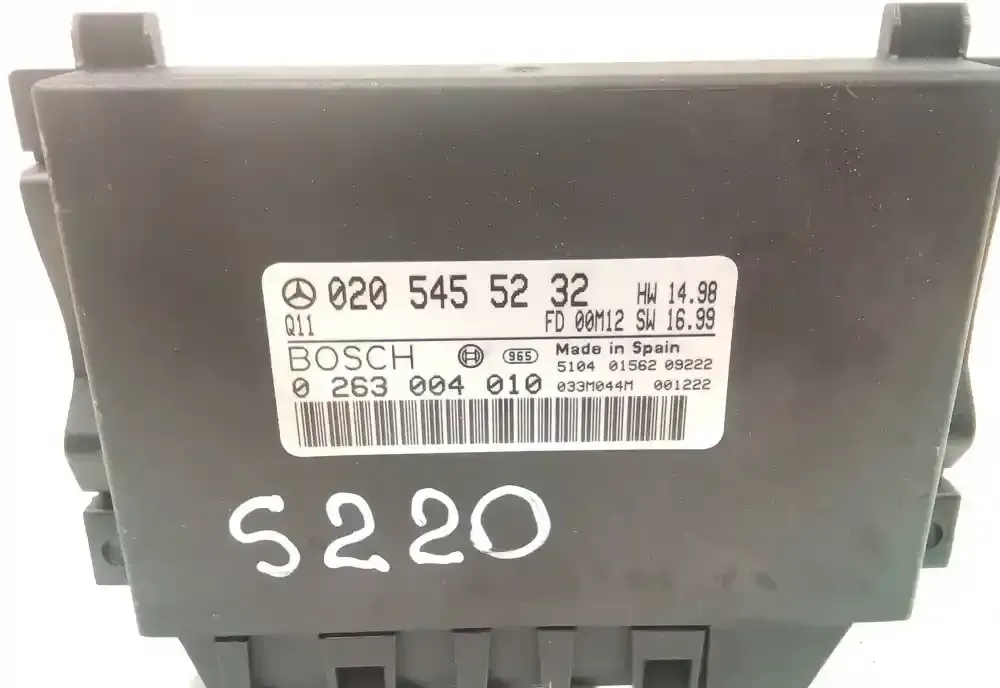 020 545 52 32 HW 14.98
Q11 FD 00M12 SW 16.99
BOSCH 965 Made in Spain
5104 01562 09222
0 263 004 010 033M044M 001222
S220